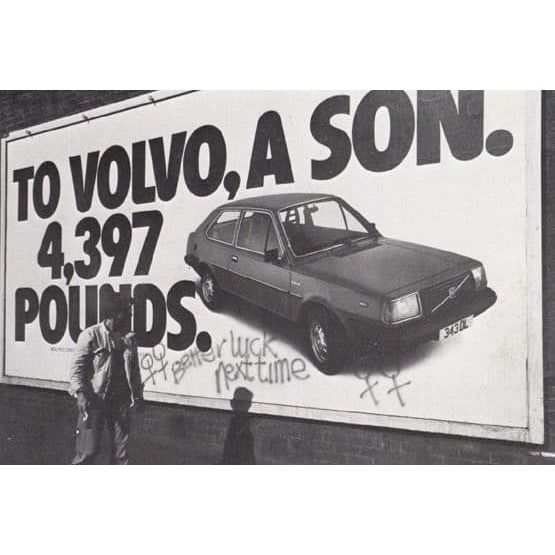 TO VOLVO, A SON.
4,397
POUNDS.
Better luck
next time
343 DL